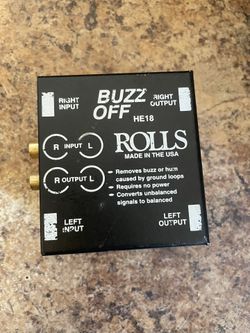 RIGHT INPUT
BUZZ OFF
RIGHT OUTPUT
HE18
R INPUT L
ROLLS
MADE IN THE USA
R OUTPUT L
• Removes buzz or hum
caused by ground loops
• Requires no power
• Converts unbalanced
signals to balanced
LEFT INPUT
LEFT OUTPUT